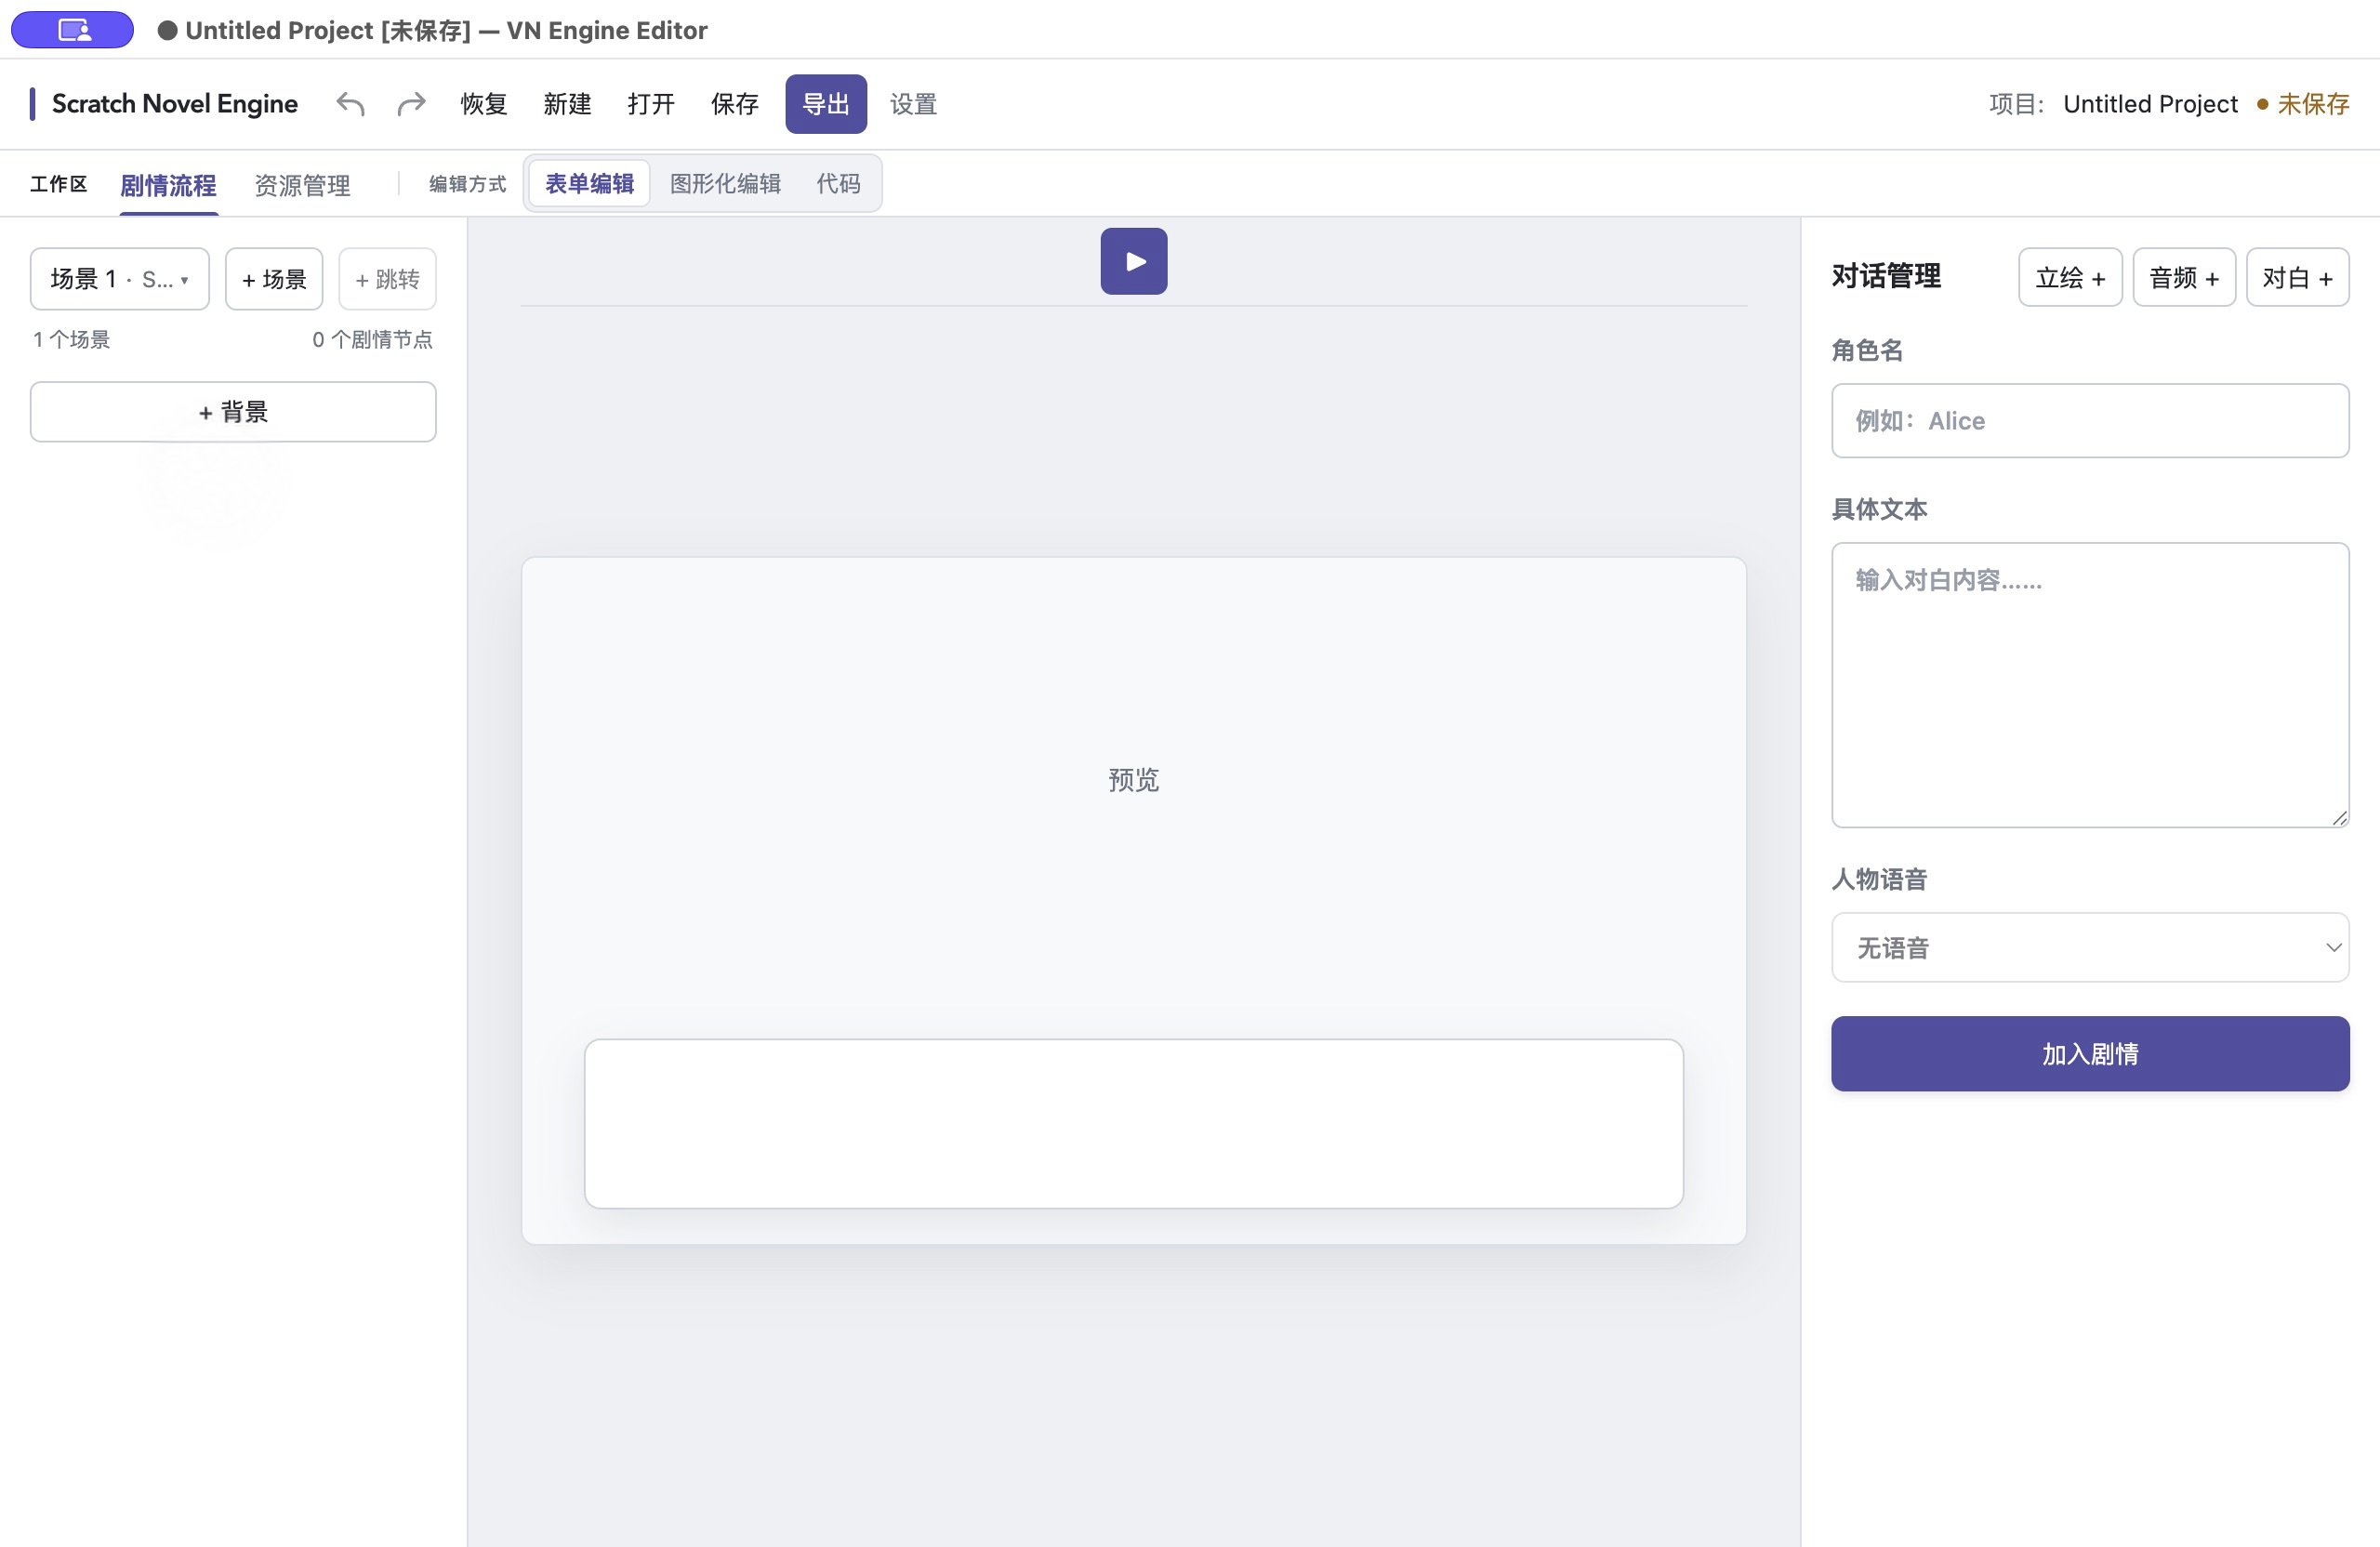 Untitled Project [未保存] — VN Engine Editor
Scratch Novel Engine 恢复 新建 打开 保存 导出 设置 项目: Untitled Project 未保存
工作区 剧情流程 资源管理 编辑方式 表单编辑 图形化编辑 代码
场景 1 · S... + 场景 + 跳转
1 个场景 0 个剧情节点
+ 背景
预览
对话管理 立绘 + 音频 + 对白 +
角色名
例如：Alice
具体文本
输入对白内容……
人物语音
无语音
加入剧情